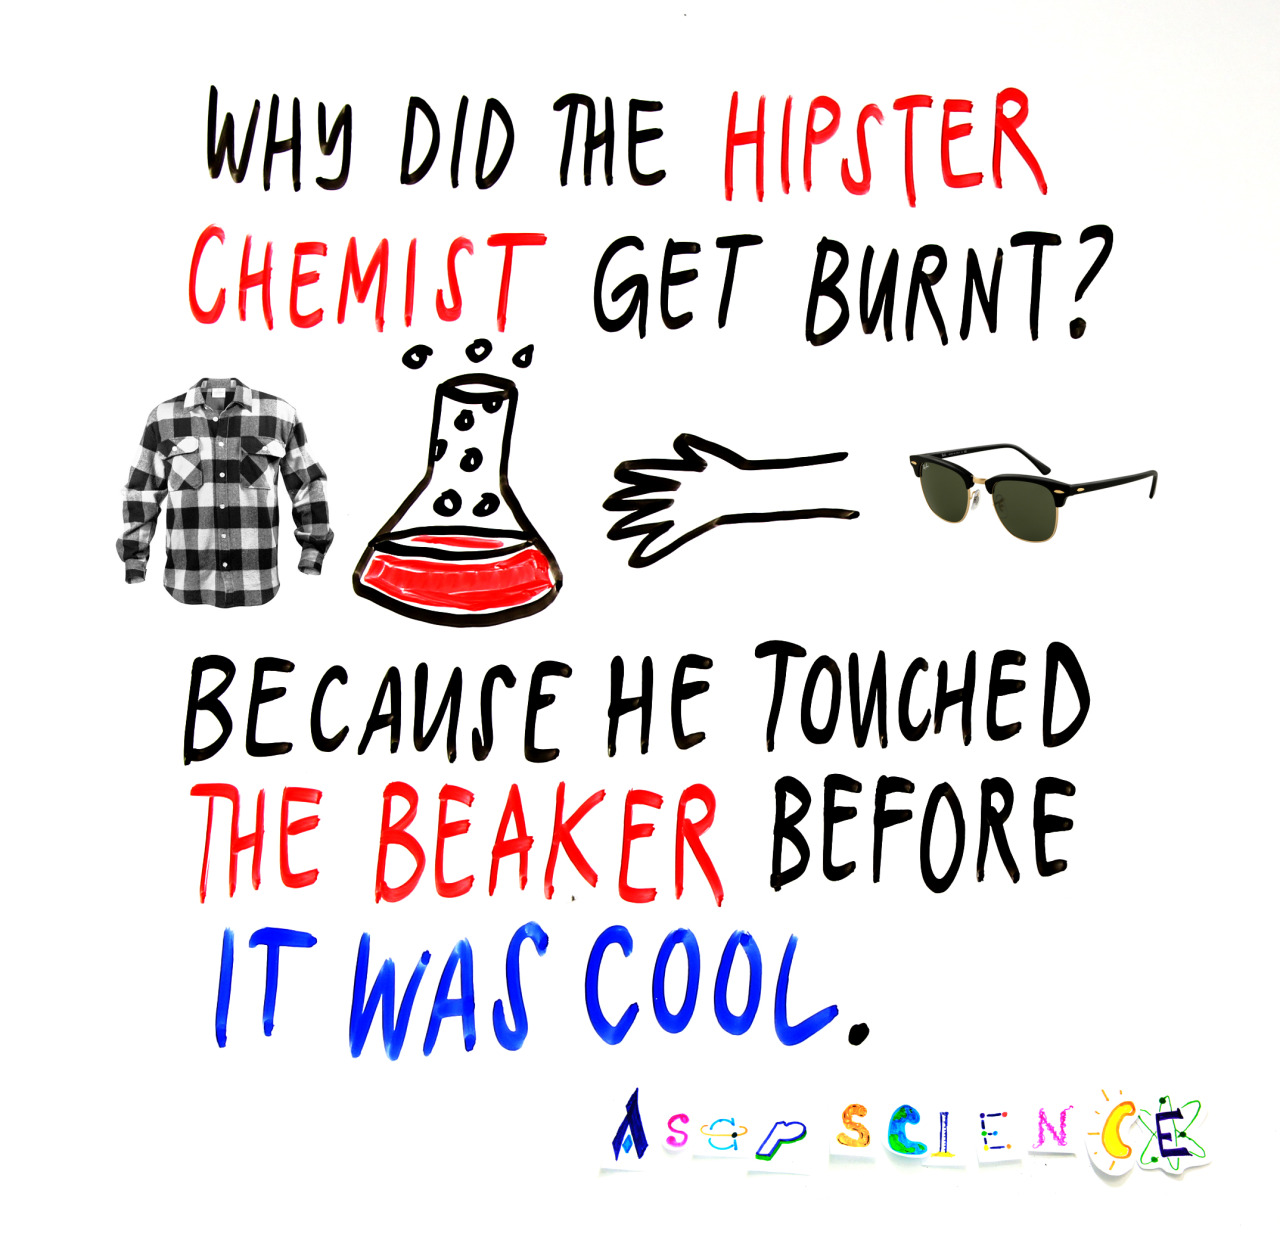 WHY DID THE HIPSTER
CHEMIST GET BURNT?
BECAUSE HE TOUCHED
THE BEAKER BEFORE
IT WAS COOL.
ASAP SCIENCE